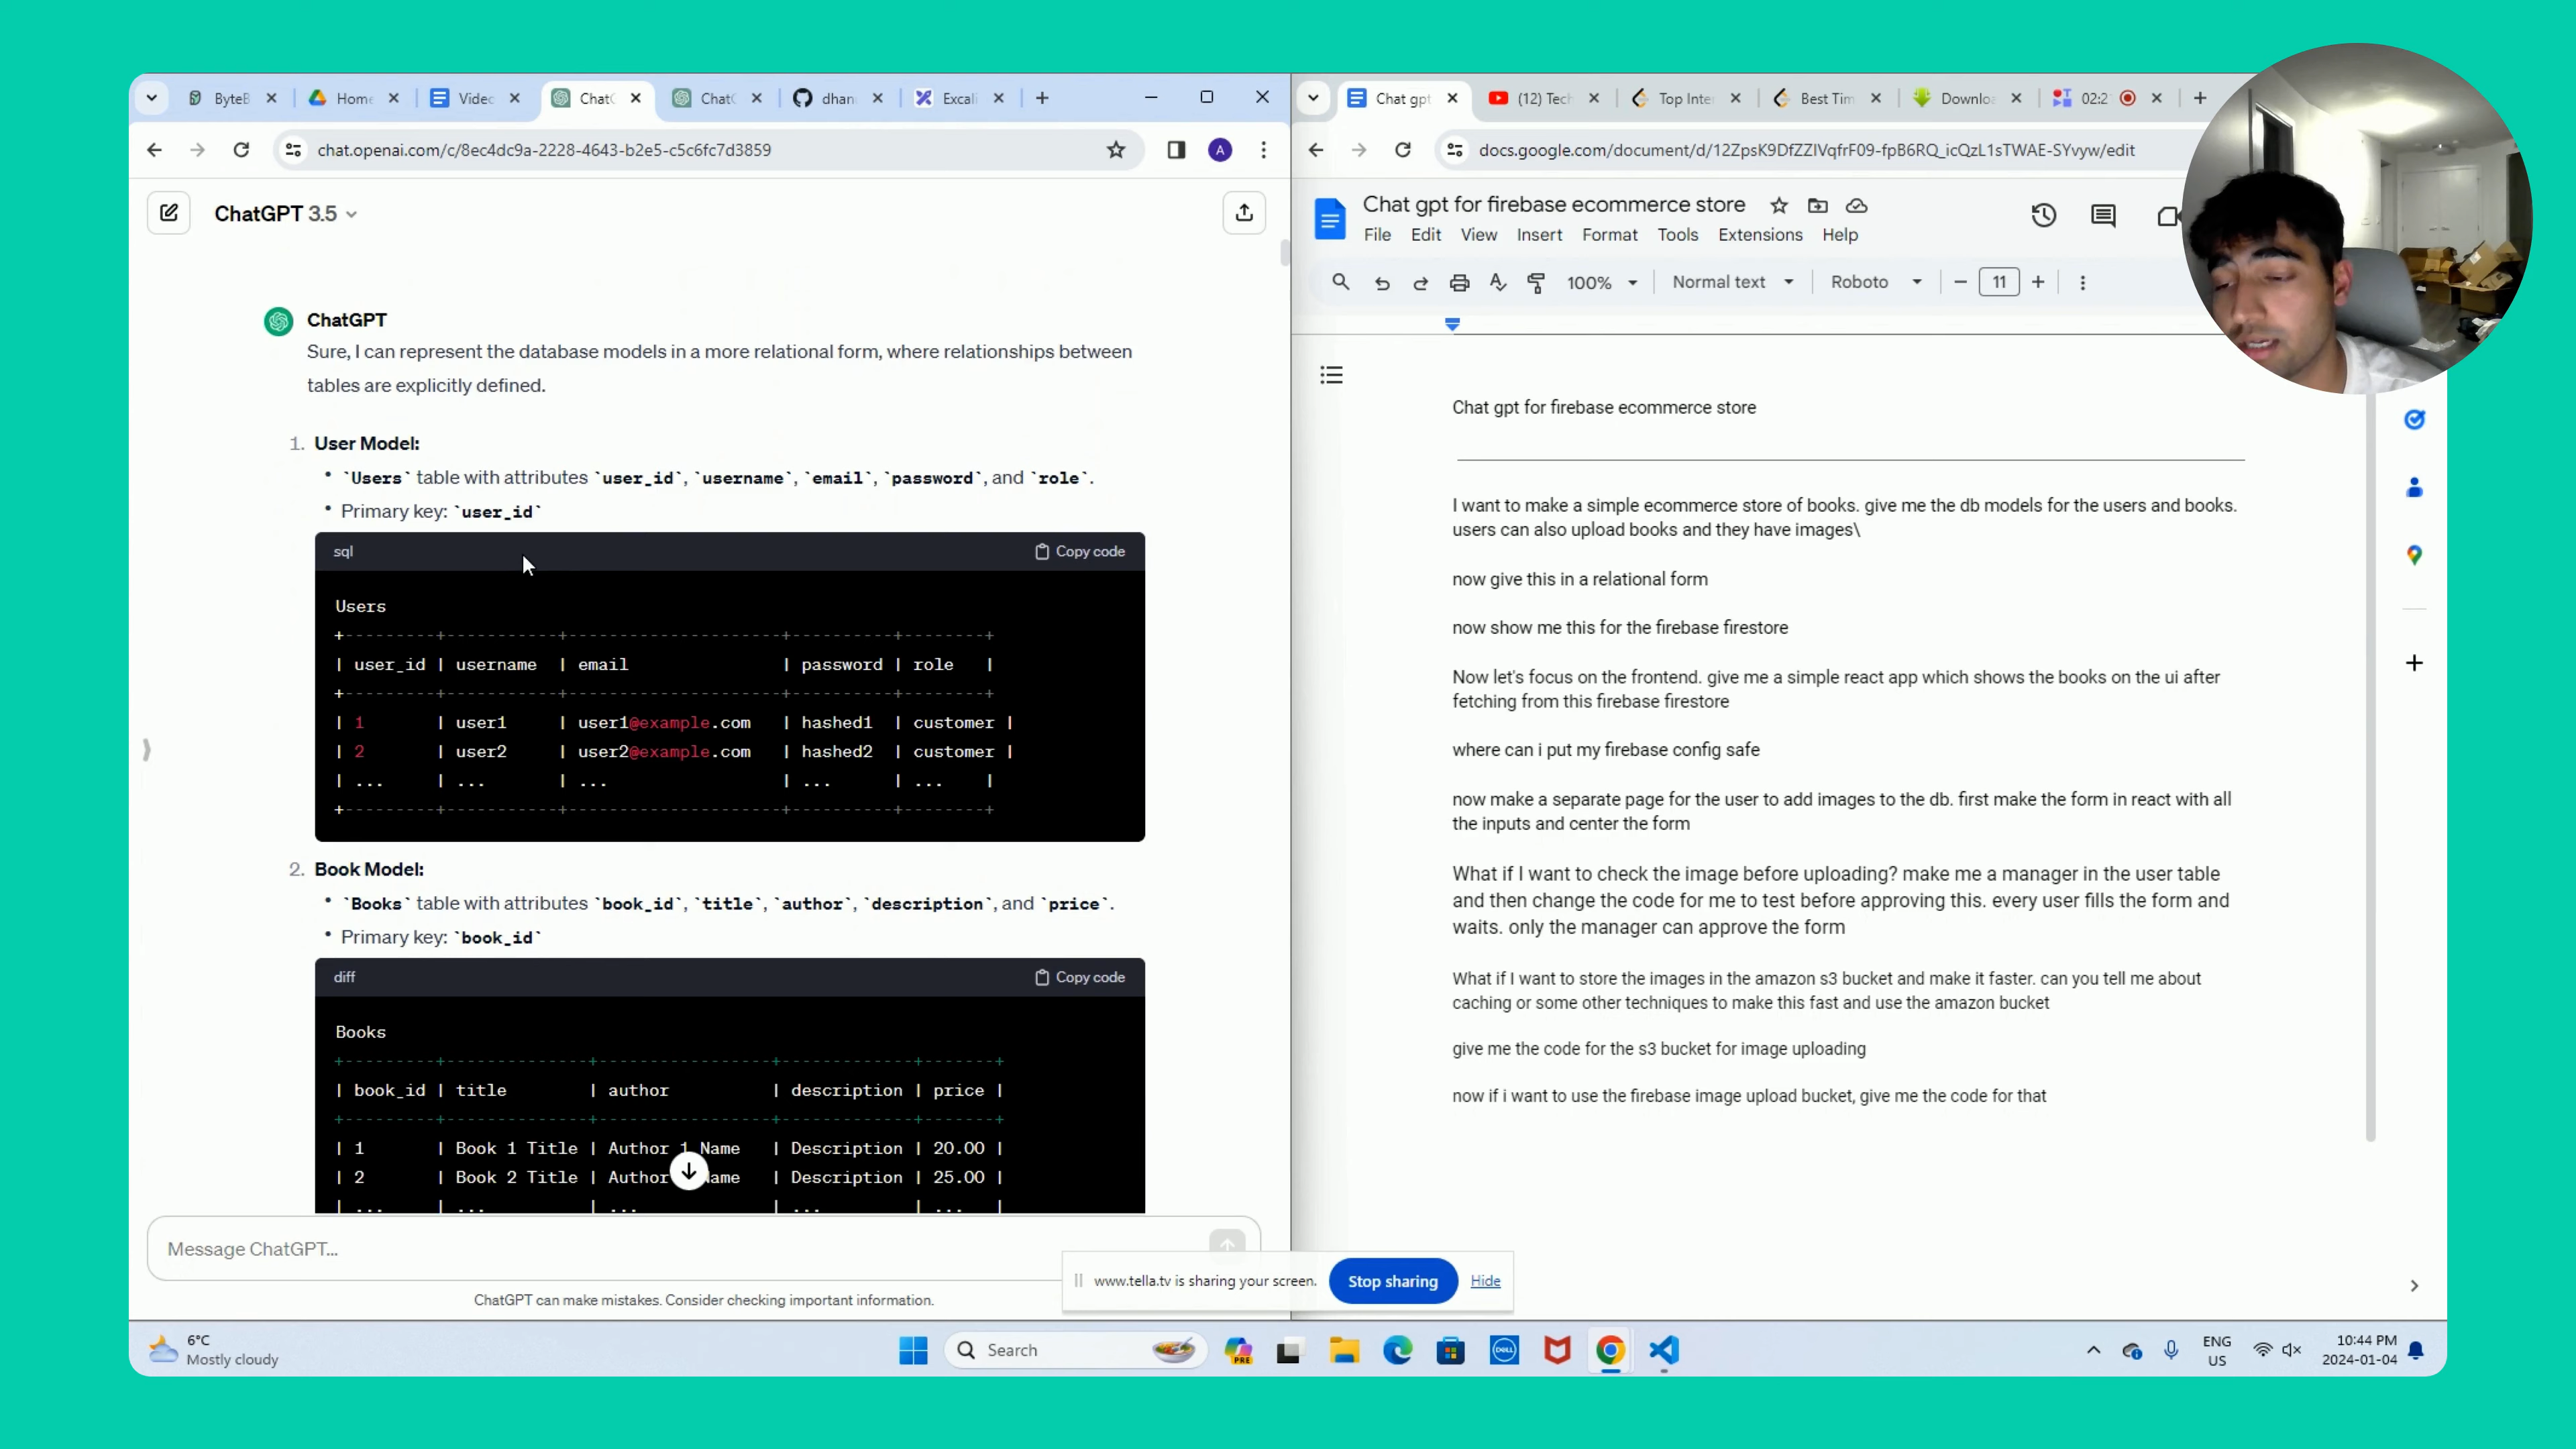 ByteB
Home
Videc
ChatG
ChatG
dhan
Excali
chat.openai.com/c/8ec4dc9a-2228-4643-b2e5-c5c6fc7d3859
A
ChatGPT 3.5
ChatGPT
Sure, I can represent the database models in a more relational form, where relationships between
tables are explicitly defined.
1. User Model:
• `Users` table with attributes `user_id`, `username`, `email`, `password`, and `role`.
• Primary key: `user_id`
sql
Copy code
Users
+---------+-----------+----------------------+----------+--------+
| user_id | username | email | password | role |
+---------+-----------+----------------------+----------+--------+
| 1 | user1 | user1@example.com | hashed1 | customer |
| 2 | user2 | user2@example.com | hashed2 | customer |
| ... | ... | ... | ... | ... |
+---------+-----------+----------------------+----------+--------+
2. Book Model:
• `Books` table with attributes `book_id`, `title`, `author`, `description`, and `price`.
• Primary key: `book_id`
diff
Copy code
Books
+---------+--------------+-----------------+-------------+-------+
| book_id | title | author | description | price |
+---------+--------------+-----------------+-------------+-------+
| 1 | Book 1 Title | Author 1 Name | Description | 20.00 |
| 2 | Book 2 Title | Author Name | Description | 25.00 |
| ... | ... | ... | ... | ... |
Message ChatGPT...
ChatGPT can make mistakes. Consider checking important information.
Chat gpt
(12) Tech
Top Inter
Best Tim
Downloa
02:2
docs.google.com/document/d/12ZpsK9DfZZIVqfrF09-fpB6RQ_icQzL1sTWAE-SYvyw/edit
Chat gpt for firebase ecommerce store
File Edit View Insert Format Tools Extensions Help
100% Normal text Roboto 11
Chat gpt for firebase ecommerce store
I want to make a simple ecommerce store of books. give me the db models for the users and books.
users can also upload books and they have images\
now give this in a relational form
now show me this for the firebase firestore
Now let's focus on the frontend. give me a simple react app which shows the books on the ui after
fetching from this firebase firestore
where can i put my firebase config safe
now make a separate page for the user to add images to the db. first make the form in react with all
the inputs and center the form
What if I want to check the image before uploading? make me a manager in the user table
and then change the code for me to test before approving this. every user fills the form and
waits. only the manager can approve the form
What if I want to store the images in the amazon s3 bucket and make it faster. can you tell me about
caching or some other techniques to make this fast and use the amazon bucket
give me the code for the s3 bucket for image uploading
now if i want to use the firebase image upload bucket, give me the code for that
www.tella.tv is sharing your screen.
Stop sharing
Hide
6°C
Mostly cloudy
Search
PRE
DELL
ENG
US
10:44 PM
2024-01-04